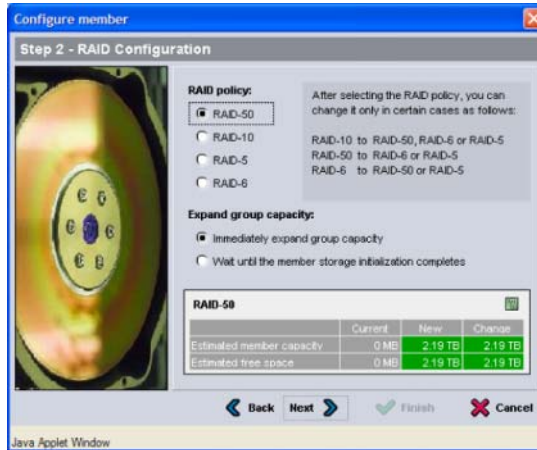 Configure member
Step 2 - RAID Configuration
RAID policy:
RAID-50
RAID-10
RAID-5
RAID-6
After selecting the RAID policy, you can
change it only in certain cases as follows:
RAID-10 to RAID-50, RAID-6 or RAID-5
RAID-50 to RAID-6 or RAID-5
RAID-6 to RAID-50 or RAID-5
Expand group capacity:
Immediately expand group capacity
Wait until the member storage initialization completes
RAID-50
Current New Change
Estimated member capacity 0 MB 2.19 TB 2.19 TB
Estimated free space 0 MB 2.19 TB 2.19 TB
Back Next Finish Cancel
Java Applet Window